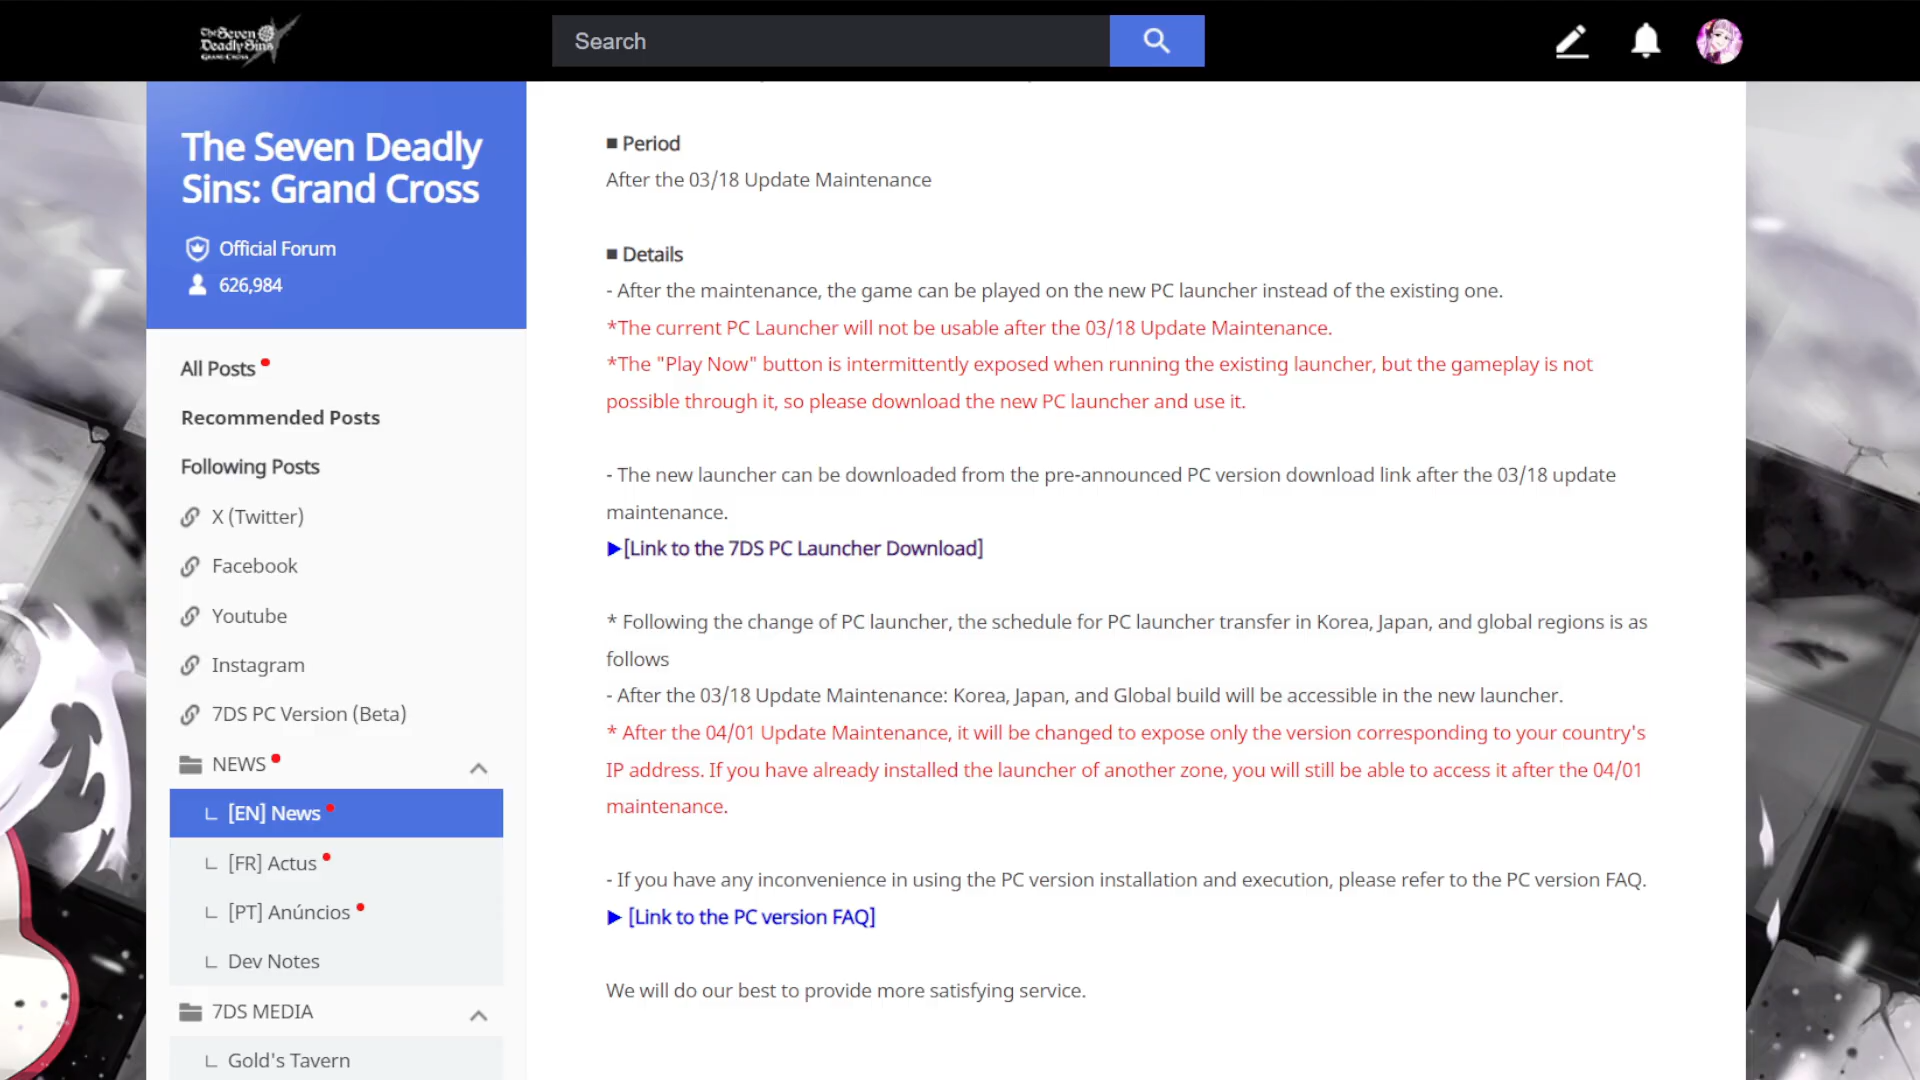 The Seven
Deadly Sins
GRAND CROSS
Search
The Seven Deadly
Sins: Grand Cross
Official Forum
626,984
All Posts
Recommended Posts
Following Posts
X (Twitter)
Facebook
Youtube
Instagram
7DS PC Version (Beta)
NEWS
[EN] News
[FR] Actus
[PT] Anúncios
Dev Notes
7DS MEDIA
Gold's Tavern
■ Period
After the 03/18 Update Maintenance
■ Details
- After the maintenance, the game can be played on the new PC launcher instead of the existing one.
*The current PC Launcher will not be usable after the 03/18 Update Maintenance.
*The "Play Now" button is intermittently exposed when running the existing launcher, but the gameplay is not
possible through it, so please download the new PC launcher and use it.
- The new launcher can be downloaded from the pre-announced PC version download link after the 03/18 update
maintenance.
▶[Link to the 7DS PC Launcher Download]
* Following the change of PC launcher, the schedule for PC launcher transfer in Korea, Japan, and global regions is as
follows
- After the 03/18 Update Maintenance: Korea, Japan, and Global build will be accessible in the new launcher.
* After the 04/01 Update Maintenance, it will be changed to expose only the version corresponding to your country's
IP address. If you have already installed the launcher of another zone, you will still be able to access it after the 04/01
maintenance.
- If you have any inconvenience in using the PC version installation and execution, please refer to the PC version FAQ.
▶ [Link to the PC version FAQ]
We will do our best to provide more satisfying service.